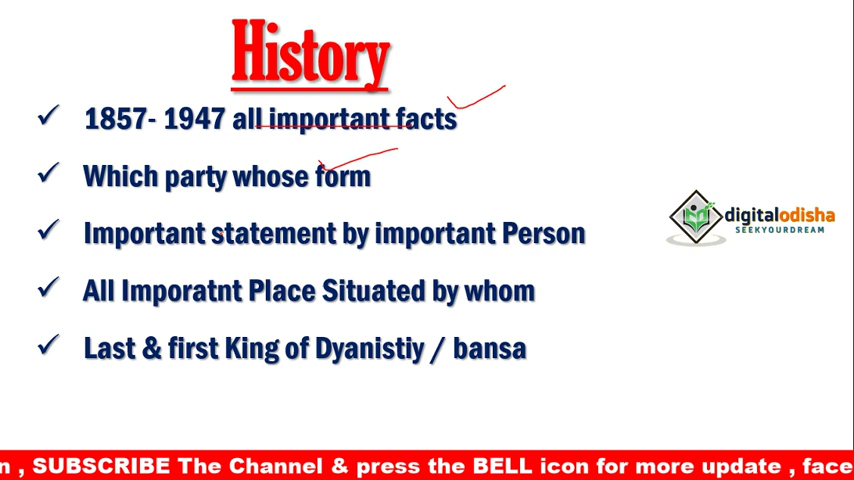 History
1857- 1947 all important facts
Which party whose form
Important statement by important Person
digitalodisha
SEEKYOURDREAM
All Imporatnt Place Situated by whom
Last & first King of Dyanistiy / bansa
n , SUBSCRIBE The Channel & press the BELL icon for more update , face